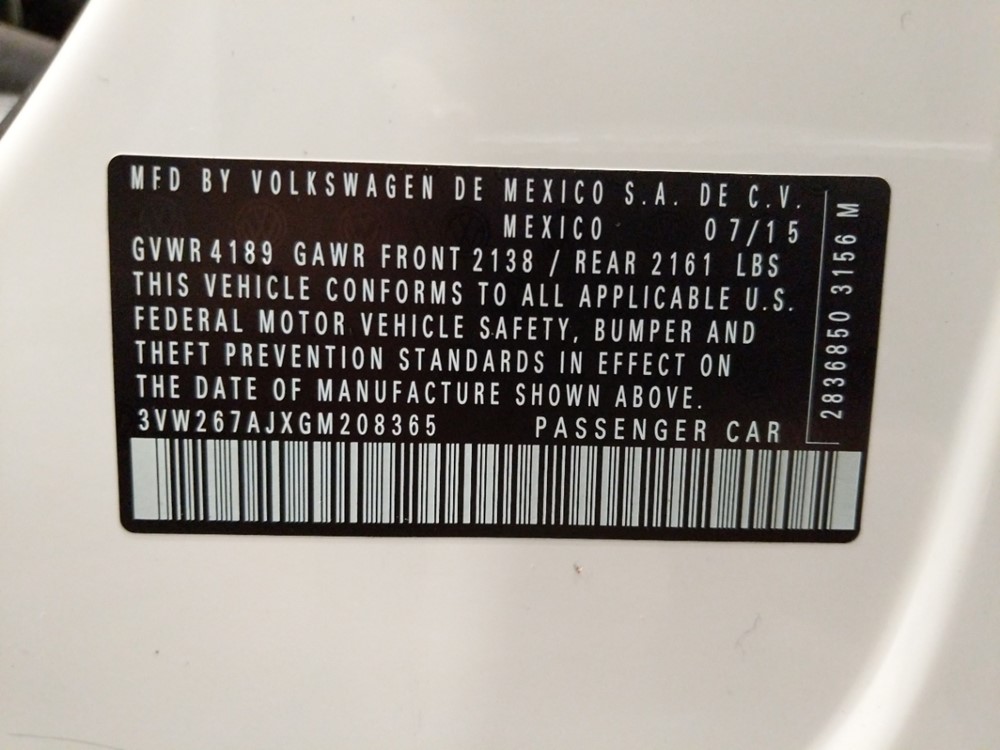 MFD BY VOLKSWAGEN DE MEXICO S.A. DE C.V.
MEXICO 07/15
GVWR 4189 GAWR FRONT 2138 / REAR 2161 LBS
THIS VEHICLE CONFORMS TO ALL APPLICABLE U.S.
FEDERAL MOTOR VEHICLE SAFETY, BUMPER AND
THEFT PREVENTION STANDARDS IN EFFECT ON
THE DATE OF MANUFACTURE SHOWN ABOVE.
3VW267AJXGM208365 PASSENGER CAR
2836850 3156 M